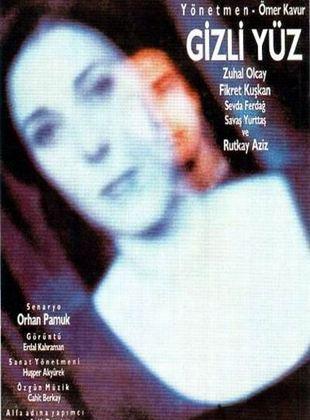 Yönetmen - Ömer Kavur
GİZLİ YÜZ
Zuhal Olcay
Fikret Kuşkan
Sevda Ferdağ
Savaş Yurttaş
ve
Rutkay Aziz
Senaryo
Orhan Pamuk
Görüntü
Erdal Kahraman
Sanat Yönetmeni
Huşper Akyürek
Özgün Müzik
Cahit Berkay
Alfa adına yapımcı